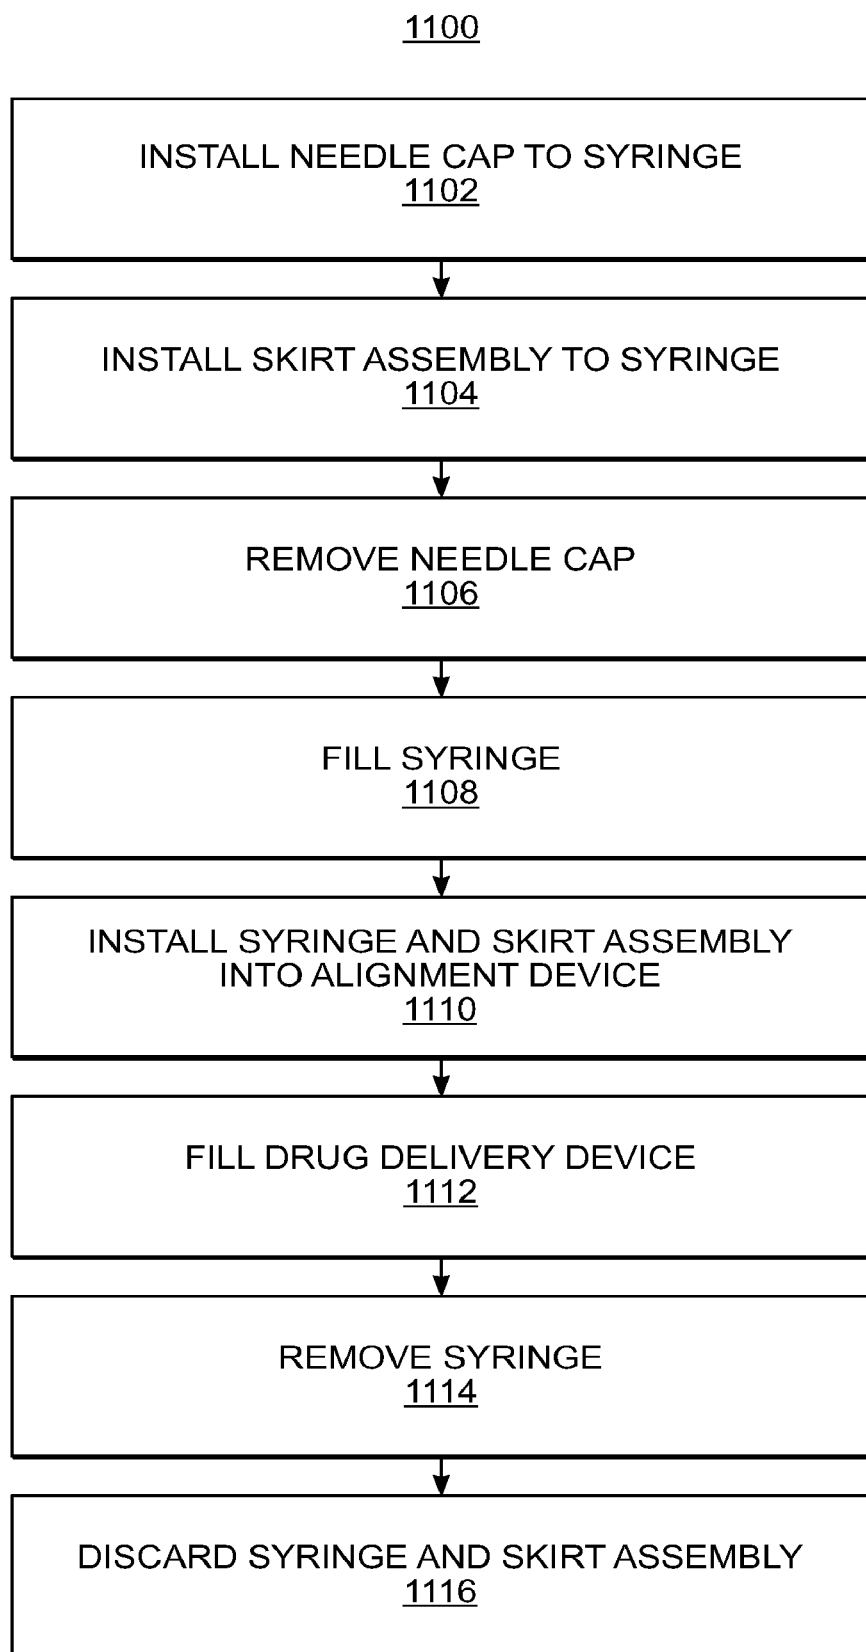 1100
INSTALL NEEDLE CAP TO SYRINGE
1102
INSTALL SKIRT ASSEMBLY TO SYRINGE
1104
REMOVE NEEDLE CAP
1106
FILL SYRINGE
1108
INSTALL SYRINGE AND SKIRT ASSEMBLY
INTO ALIGNMENT DEVICE
1110
FILL DRUG DELIVERY DEVICE
1112
REMOVE SYRINGE
1114
DISCARD SYRINGE AND SKIRT ASSEMBLY
1116